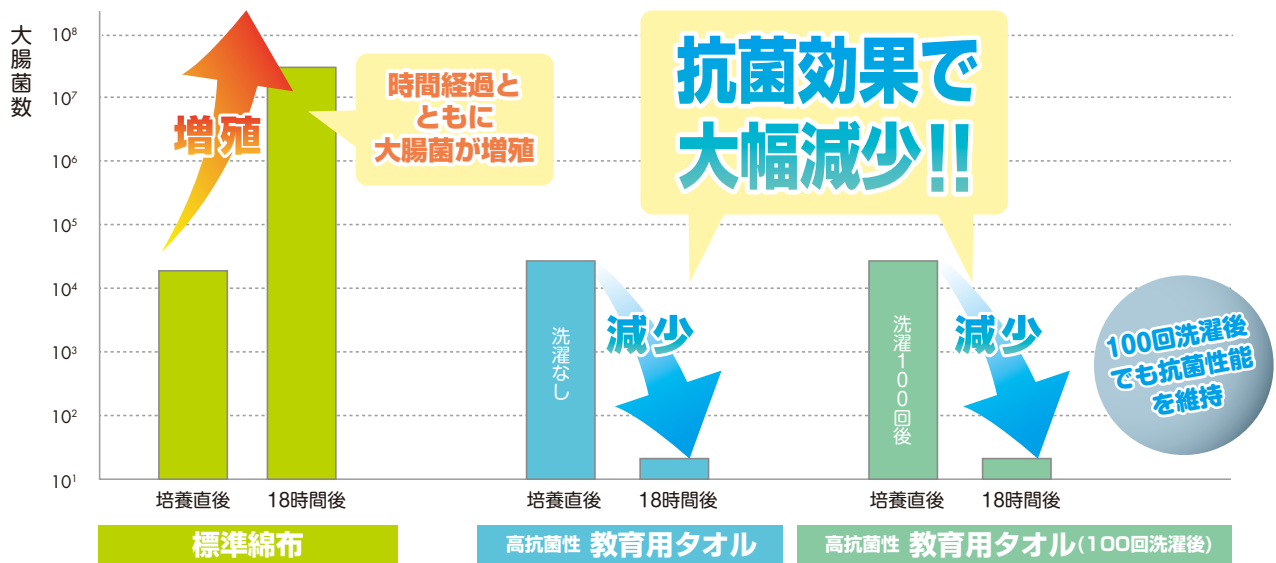 大腸菌数
10⁸
10⁷
10⁶
10⁵
10⁴
10³
10²
10¹
増殖
時間経過と
ともに
大腸菌が増殖
抗菌効果で
大幅減少!!
洗濯なし
減少
洗濯100回後
減少
100回洗濯後
でも抗菌性能
を維持
培養直後
18時間後
培養直後
18時間後
培養直後
18時間後
標準綿布
高抗菌性 教育用タオル
高抗菌性 教育用タオル(100回洗濯後)